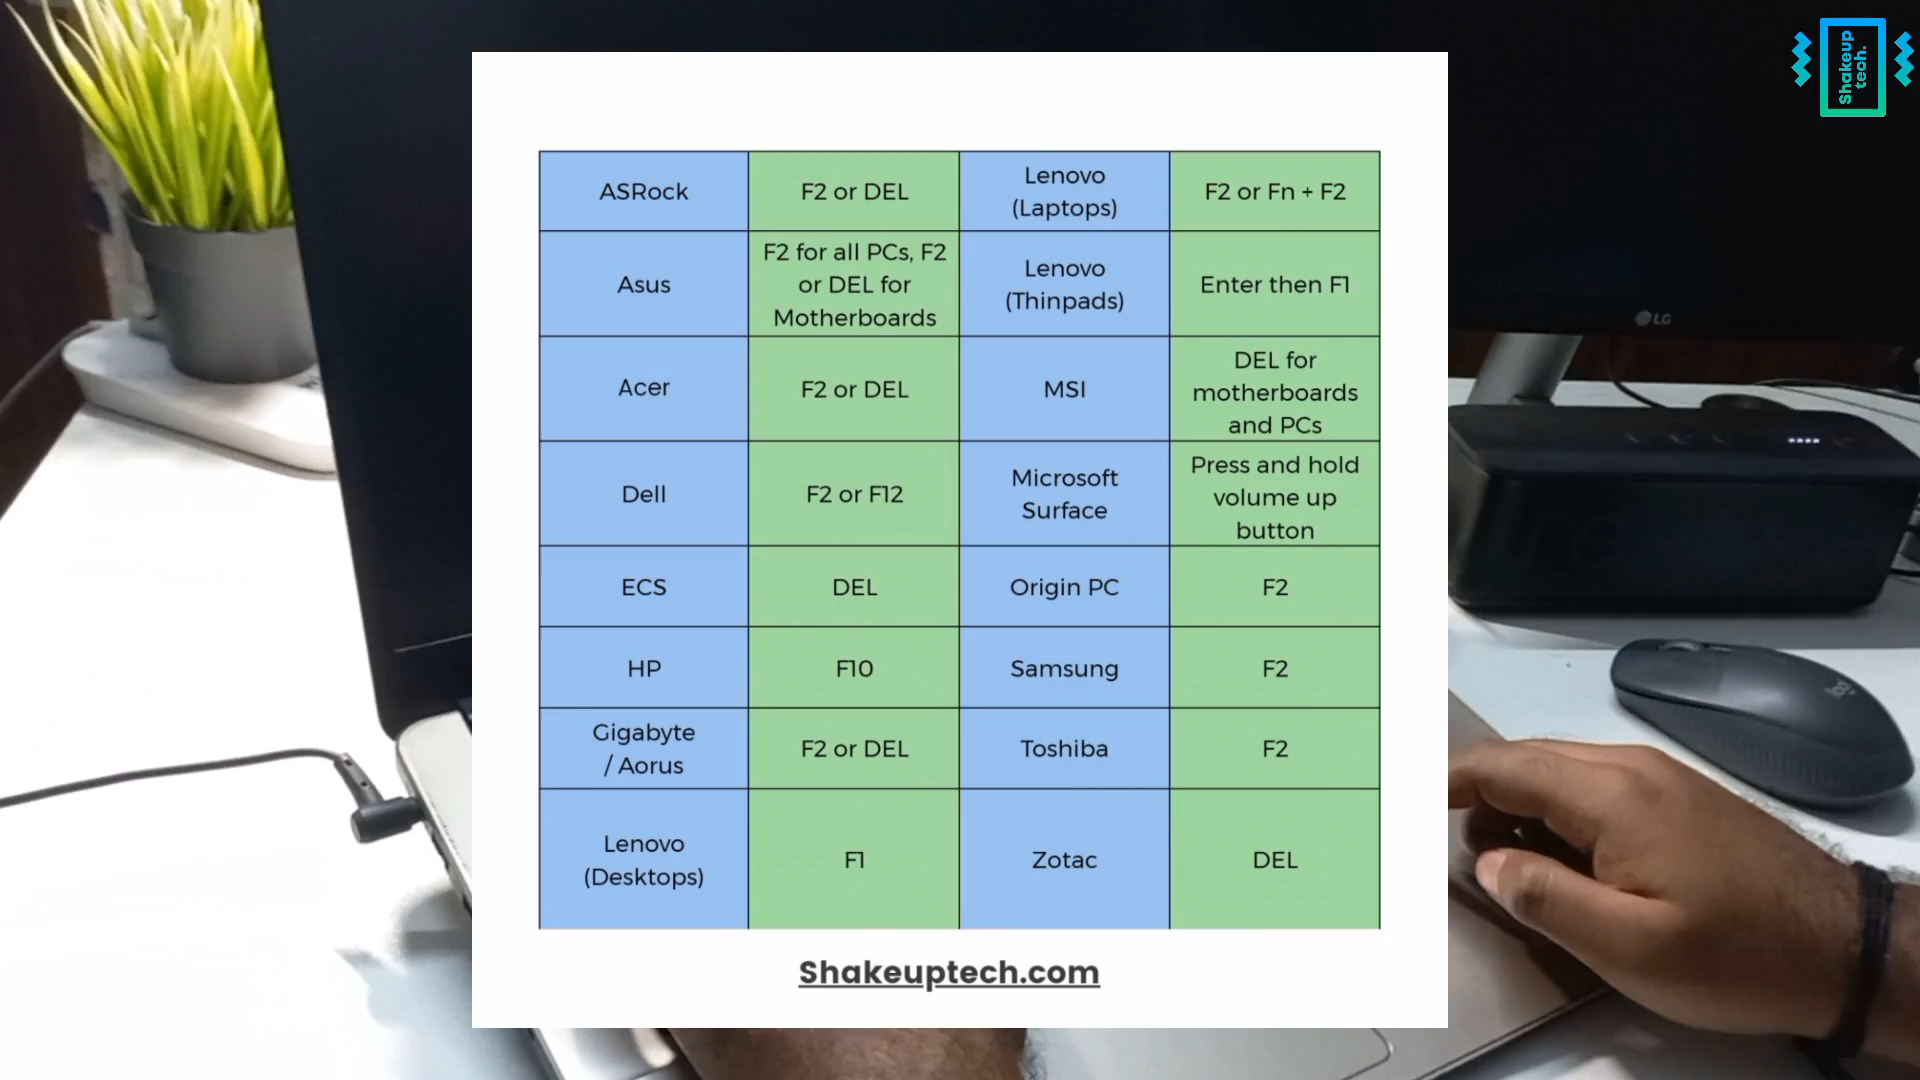 ASRock
F2 or DEL
Lenovo
(Laptops)
F2 or Fn + F2
Asus
F2 for all PCs, F2
or DEL for
Motherboards
Lenovo
(Thinpads)
Enter then F1
Acer
F2 or DEL
MSI
DEL for
motherboards
and PCs
Dell
F2 or F12
Microsoft
Surface
Press and hold
volume up
button
ECS
DEL
Origin PC
F2
HP
F10
Samsung
F2
Gigabyte
/ Aorus
F2 or DEL
Toshiba
F2
Lenovo
(Desktops)
F1
Zotac
DEL
Shakeuptech.com
Shakeup
tech.
LG
logi